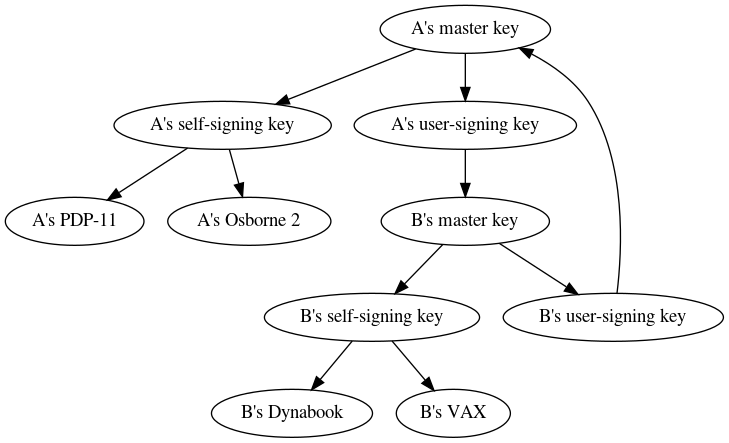 A's master key
A's self-signing key
A's user-signing key
A's PDP-11
A's Osborne 2
B's master key
B's self-signing key
B's user-signing key
B's Dynabook
B's VAX